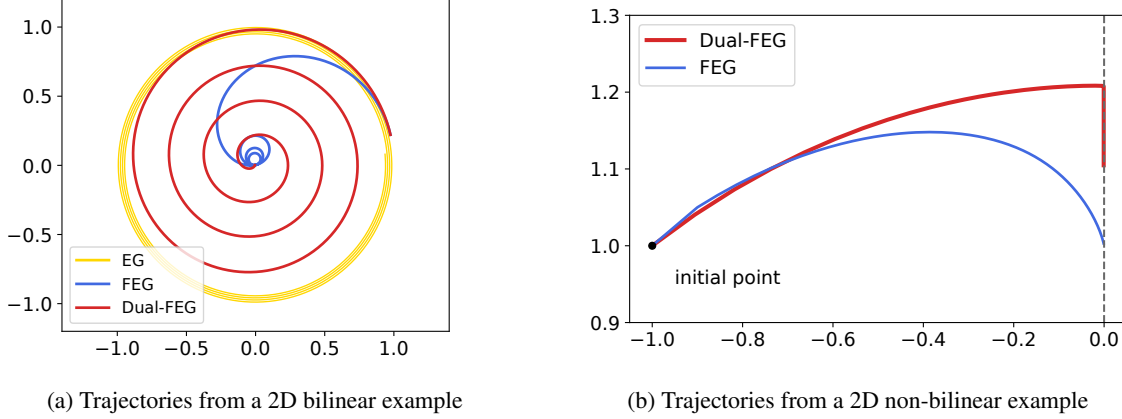 1.0
0.5
0.0
−0.5
−1.0
EG
FEG
Dual-FEG
−1.0 −0.5 0.0 0.5 1.0
(a) Trajectories from a 2D bilinear example
1.3
1.2
1.1
1.0
0.9
Dual-FEG
FEG
initial point
−1.0 −0.8 −0.6 −0.4 −0.2 0.0
(b) Trajectories from a 2D non-bilinear example